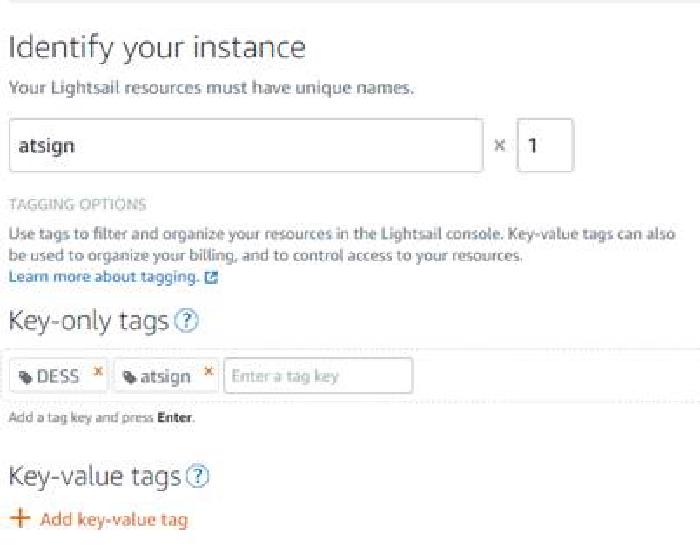 Identify your instance
Your Lightsail resources must have unique names.
atsign × 1
TAGGING OPTIONS
Use tags to filter and organize your resources in the Lightsail console. Key-value tags can also
be used to organize your billing, and to control access to your resources.
Learn more about tagging.
Key-only tags ?
DESS × atsign × Enter a tag key
Add a tag key and press Enter.
Key-value tags ?
+ Add key-value tag